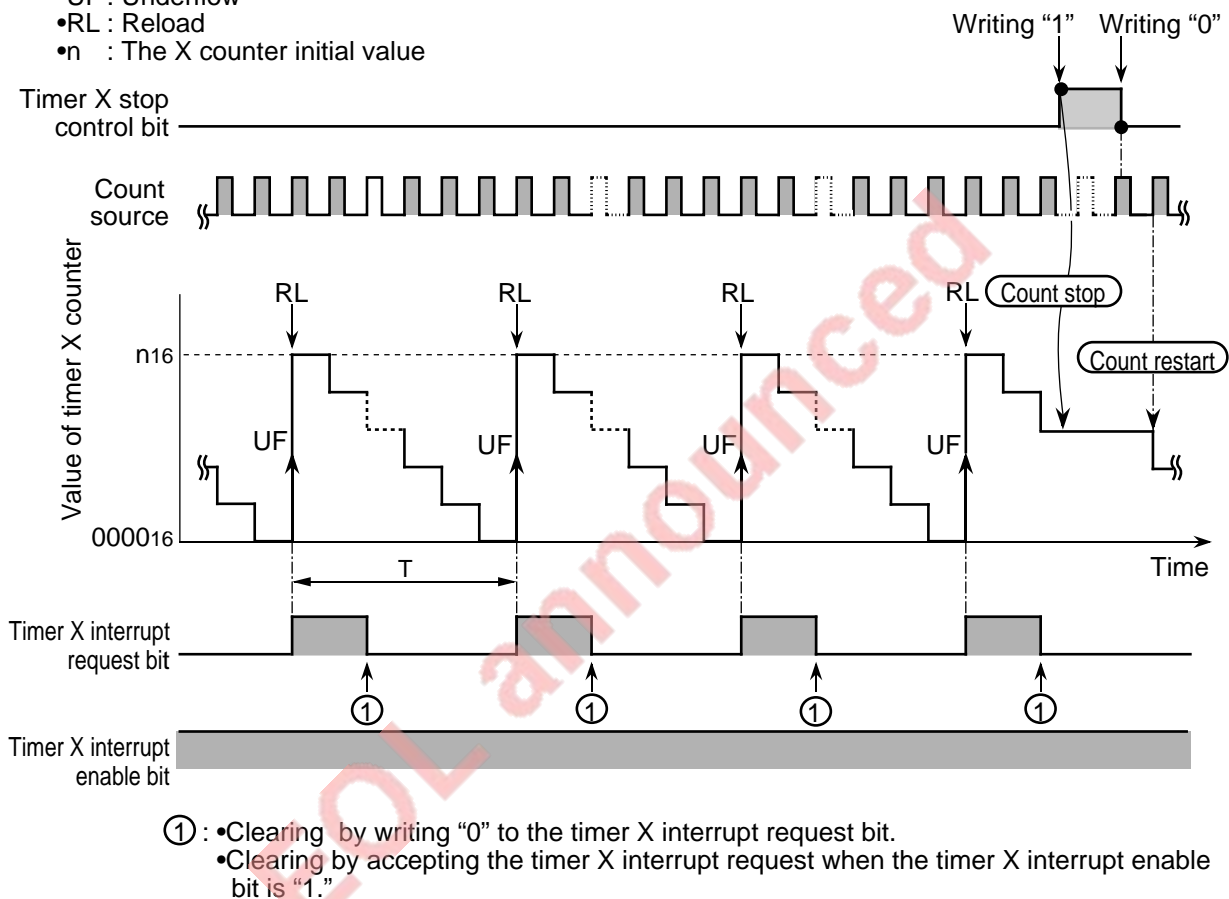 •UF : Underflow
•RL : Reload
•n : The X counter initial value
Writing “1” Writing “0”
Timer X stop
control bit
Count
source
Value of timer X counter
RL RL RL RL Count stop
n16
Count restart
UF UF UF UF
000016
T
Time
Timer X interrupt
request bit
1 1 1 1
Timer X interrupt
enable bit
1 : •Clearing by writing “0” to the timer X interrupt request bit.
•Clearing by accepting the timer X interrupt request when the timer X interrupt enable
bit is “1.”
EOL announced